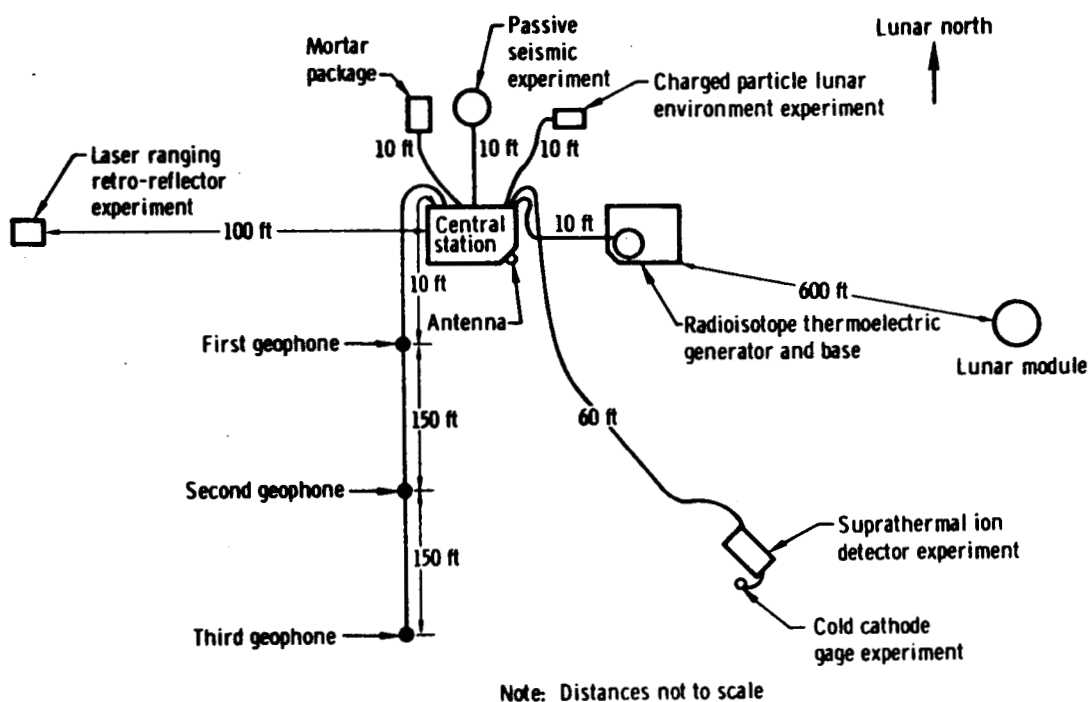 Passive
seismic
experiment
Lunar north
Mortar
package
Charged particle lunar
environment experiment
10 ft
10 ft
10 ft
Laser ranging
retro-reflector
experiment
100 ft
Central
station
10 ft
10 ft
600 ft
Antenna
Radioisotope thermoelectric
generator and base
Lunar module
First geophone
150 ft
60 ft
Second geophone
150 ft
Suprathermal ion
detector experiment
Third geophone
Cold cathode
gage experiment
Note: Distances not to scale